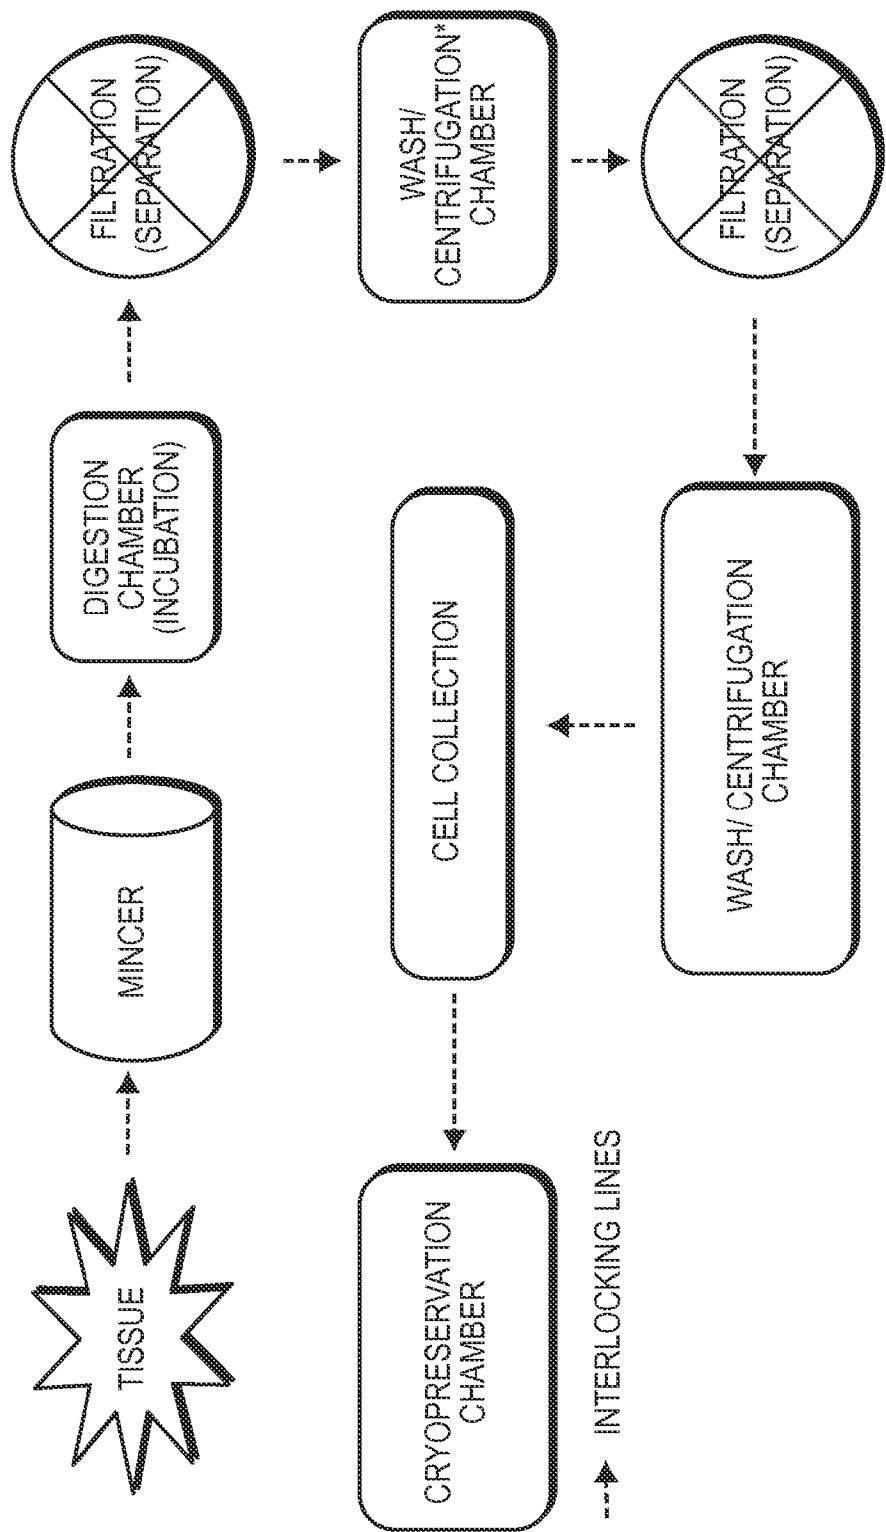 TISSUE
MINCER
DIGESTION
CHAMBER
(INCUBATION)
FILTRATION
(SEPARATION)
WASH/
CENTRIFUGATION*
CHAMBER
FILTRATION
(SEPARATION)
WASH/ CENTRIFUGATION
CHAMBER
CELL COLLECTION
CRYOPRESERVATION
CHAMBER
INTERLOCKING LINES